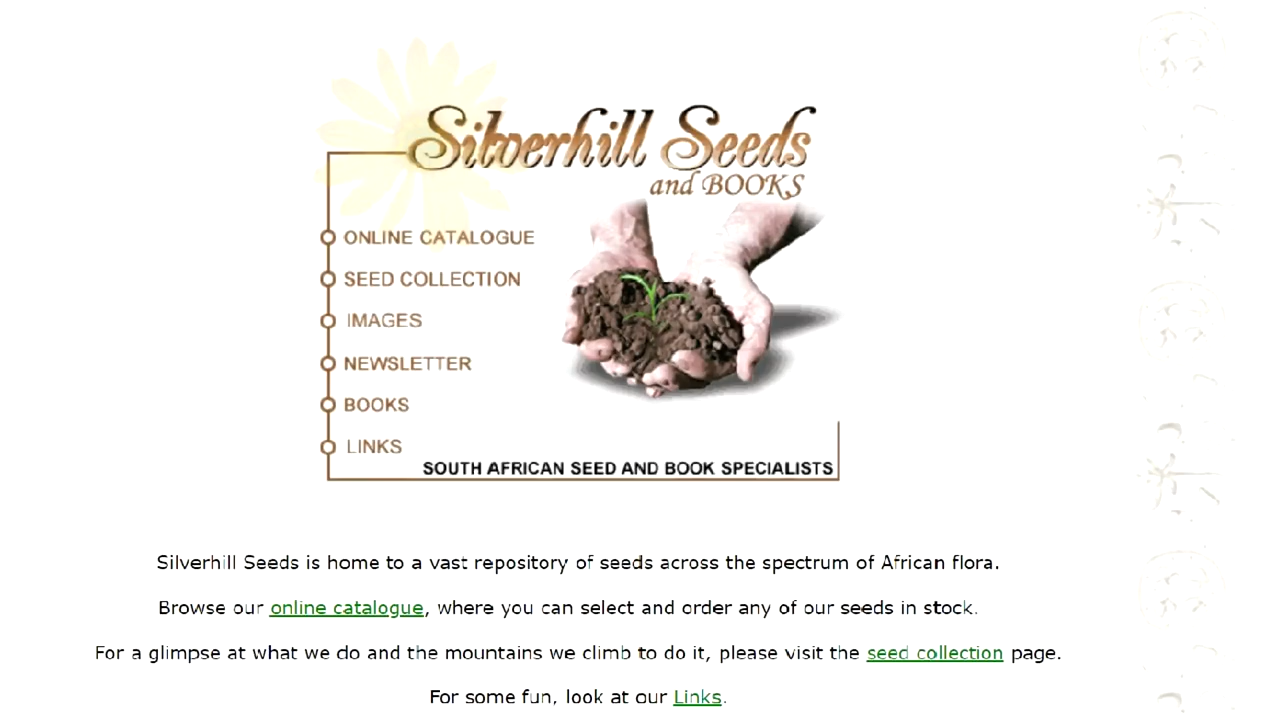 Silverhill Seeds
and BOOKS
ONLINE CATALOGUE
SEED COLLECTION
IMAGES
NEWSLETTER
BOOKS
LINKS
SOUTH AFRICAN SEED AND BOOK SPECIALISTS
Silverhill Seeds is home to a vast repository of seeds across the spectrum of African flora.
Browse our online catalogue, where you can select and order any of our seeds in stock.
For a glimpse at what we do and the mountains we climb to do it, please visit the seed collection page.
For some fun, look at our Links.